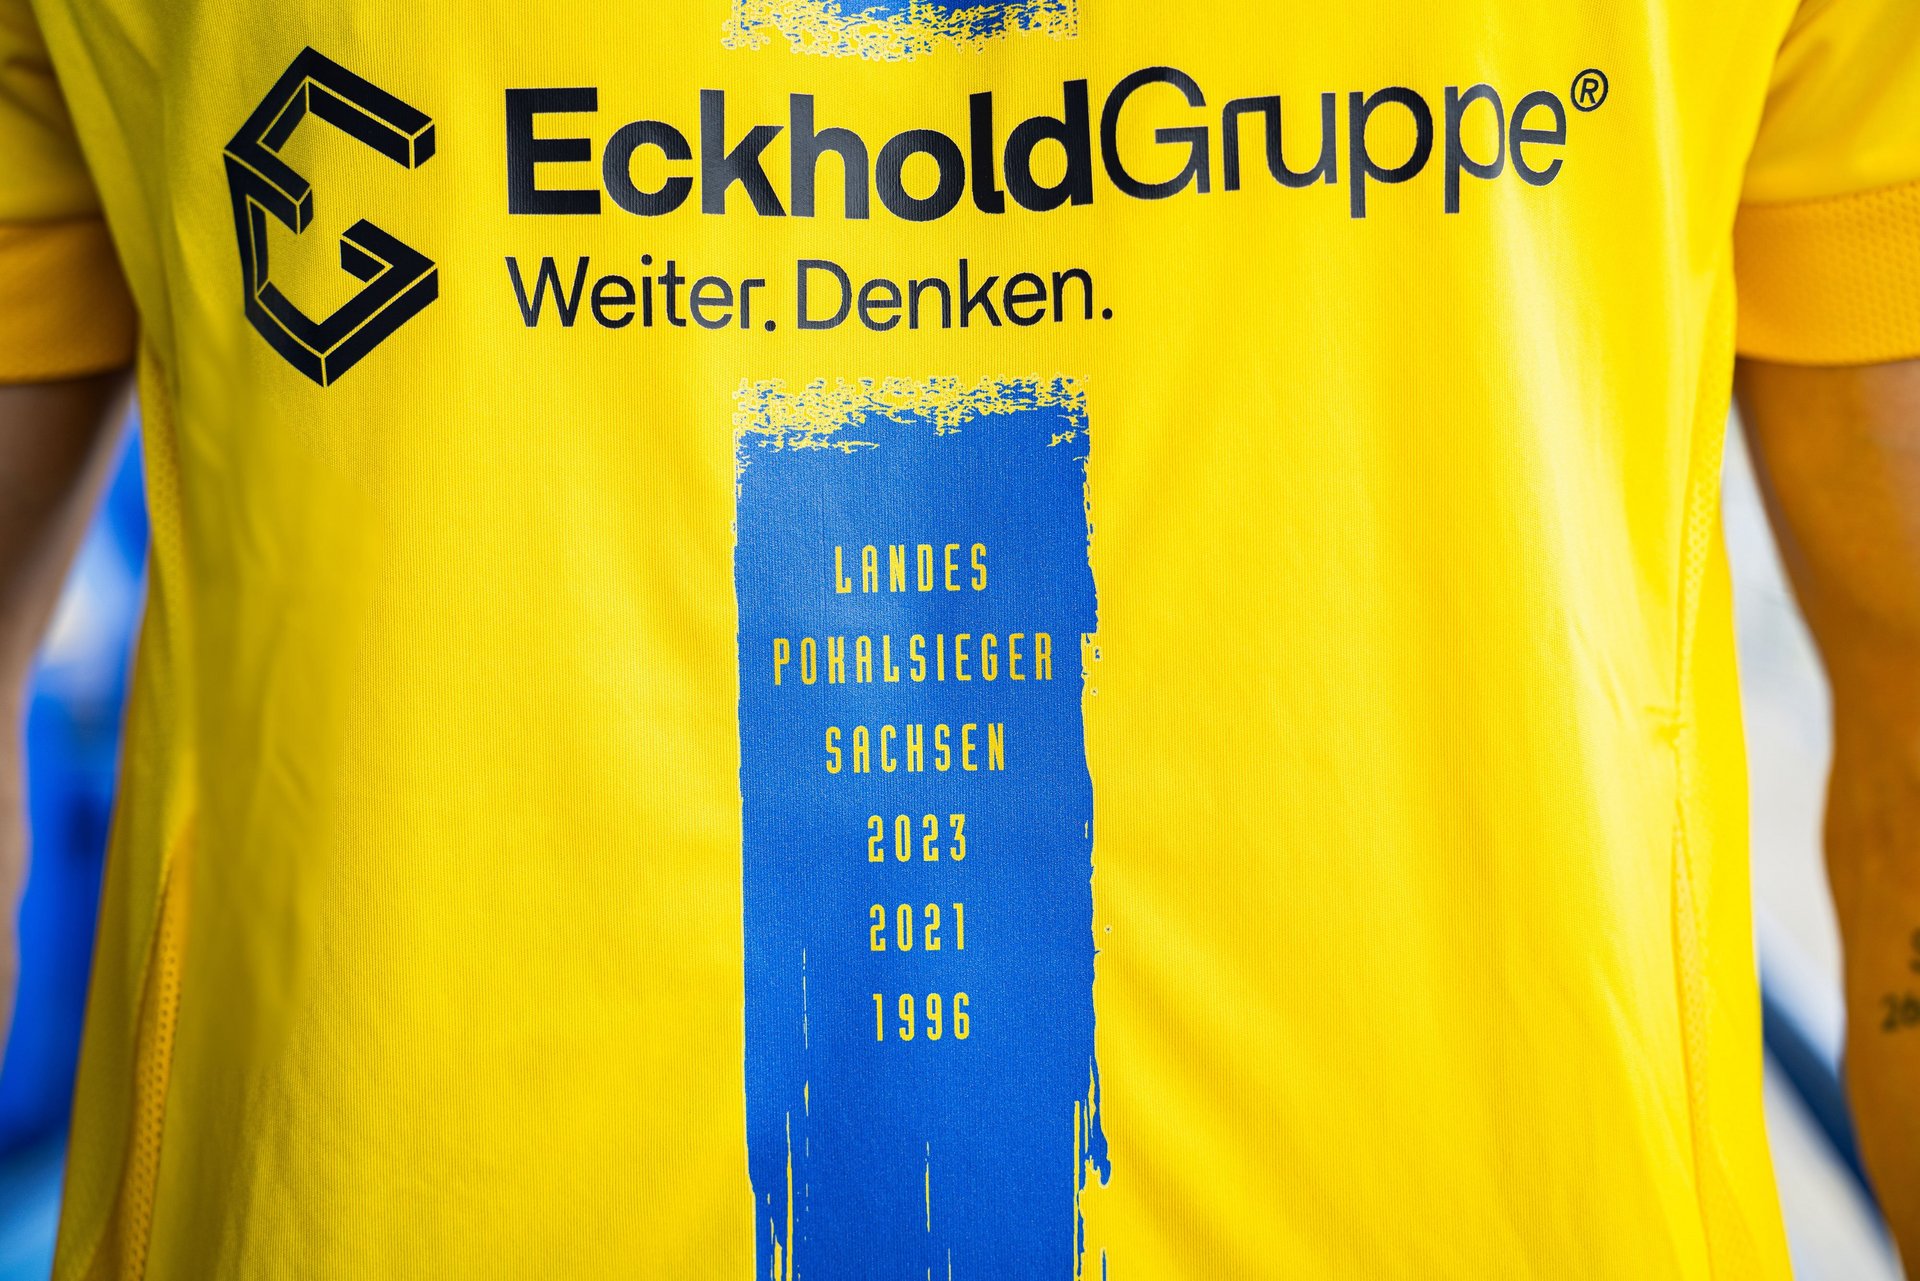 EckholdGruppe®
Weiter. Denken.
LANDES
POKALSIEGER
SACHSEN
2023
2021
1996